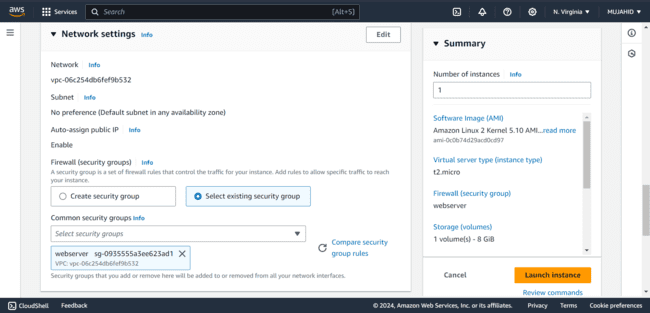 aws Services Search [Alt+S] N. Virginia MUJAHID
Network settings Info Edit
Network Info
vpc-06c254db6fef9b532
Subnet Info
No preference (Default subnet in any availability zone)
Auto-assign public IP Info
Enable
Firewall (security groups) Info
A security group is a set of firewall rules that control the traffic for your instance. Add rules to allow specific traffic to reach
your instance.
Create security group Select existing security group
Common security groups Info
Select security groups
webserver sg-0935555a3ee623ad1
VPC: vpc-06c254db6fef9b532
Compare security
group rules
Security groups that you add or remove here will be added to or removed from all your network interfaces.
Summary
Number of instances Info
1
Software Image (AMI)
Amazon Linux 2 Kernel 5.10 AMI...read more
ami-0c0b74d29acd0cd97
Virtual server type (instance type)
t2.micro
Firewall (security group)
webserver
Storage (volumes)
1 volume(s) - 8 GiB
Cancel Launch instance
Review commands
CloudShell Feedback © 2024, Amazon Web Services, Inc. or its affiliates. Privacy Terms Cookie preferences